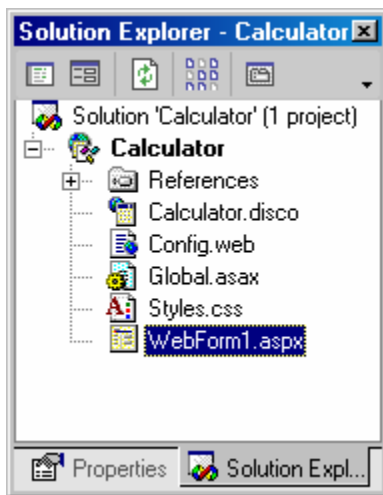 Solution Explorer - Calculator
Solution 'Calculator' (1 project)
Calculator
References
Calculator.disco
Config.web
Global.asax
Styles.css
WebForm1.aspx
Properties
Solution Expl...